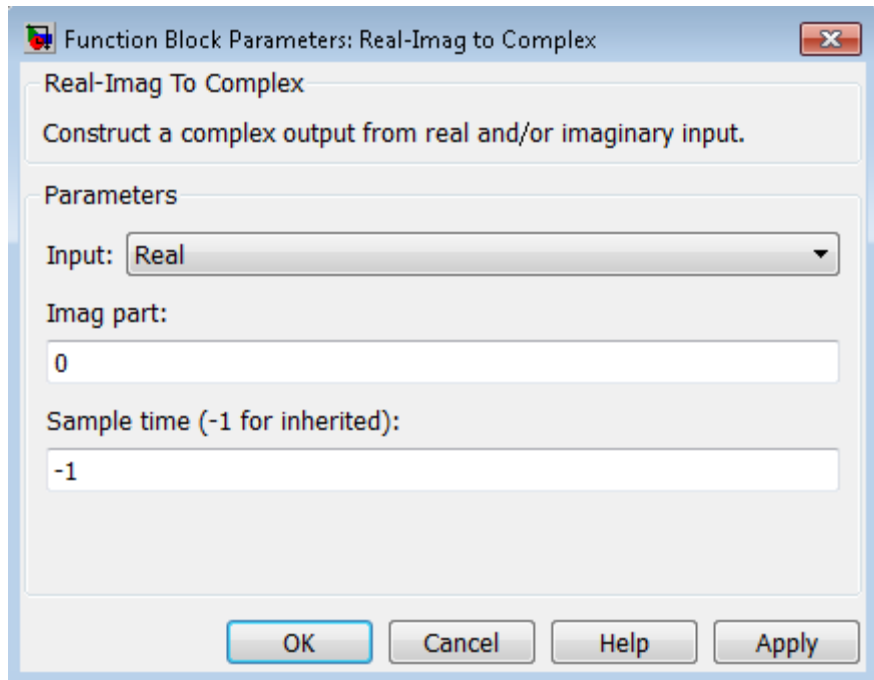 Function Block Parameters: Real-Imag to Complex
Real-Imag To Complex
Construct a complex output from real and/or imaginary input.
Parameters
Input: Real
Imag part:
0
Sample time (-1 for inherited):
-1
OK Cancel Help Apply